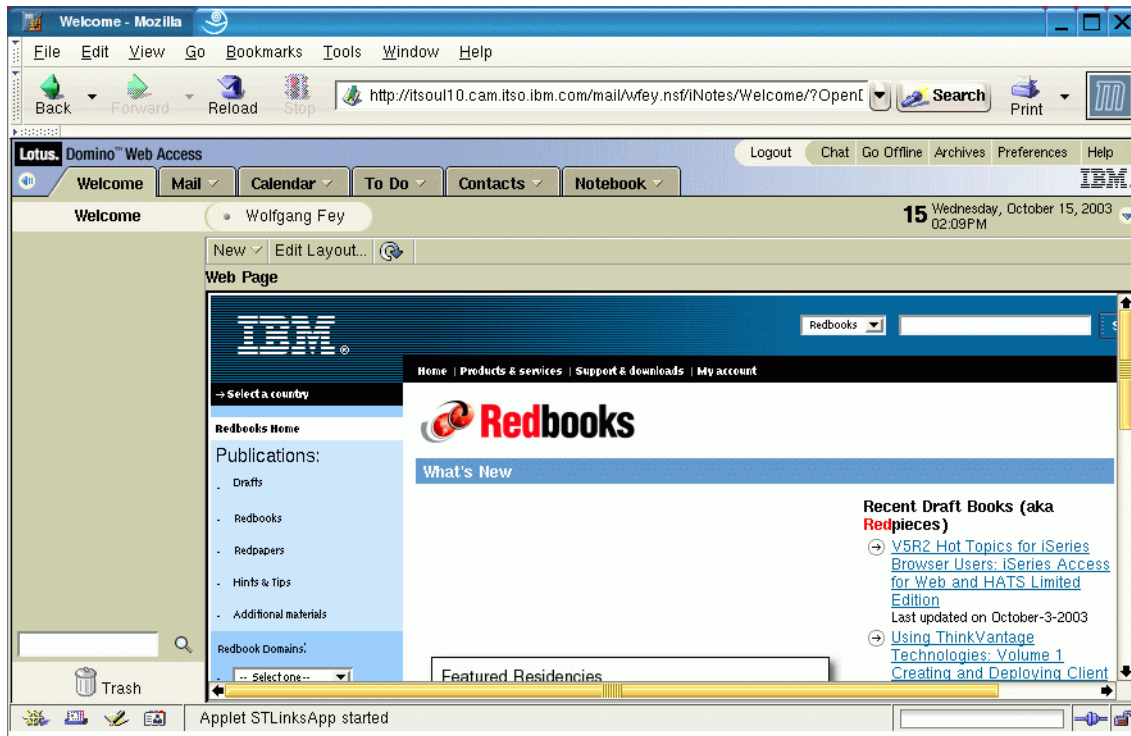 Welcome - Mozilla
File Edit View Go Bookmarks Tools Window Help
Back Forward Reload Stop http://itsoul10.cam.itso.ibm.com/mail/wfey.nsf/iNotes/Welcome/?OpenD Search Print
Lotus. Domino™ Web Access Logout Chat Go Offline Archives Preferences Help
Welcome Mail Calendar To Do Contacts Notebook IBM.
Welcome Wolfgang Fey 15 Wednesday, October 15, 2003
02:09PM
New Edit Layout...
Web Page
IBM® Redbooks S
Home | Products & services | Support & downloads | My account
→ Select a country
Redbooks Home
Redbooks
Publications:
What's New
- Drafts
- Redbooks
- Redpapers
- Hints & Tips
- Additional materials
Redbook Domains:
- -- Select one --
Featured Residencies
Recent Draft Books (aka
Redpieces)
V5R2 Hot Topics for iSeries
Browser Users: iSeries Access
for Web and HATS Limited
Edition
Last updated on October-3-2003
Using ThinkVantage
Technologies: Volume 1
Creating and Deploying Client
Trash
Applet STLinksApp started